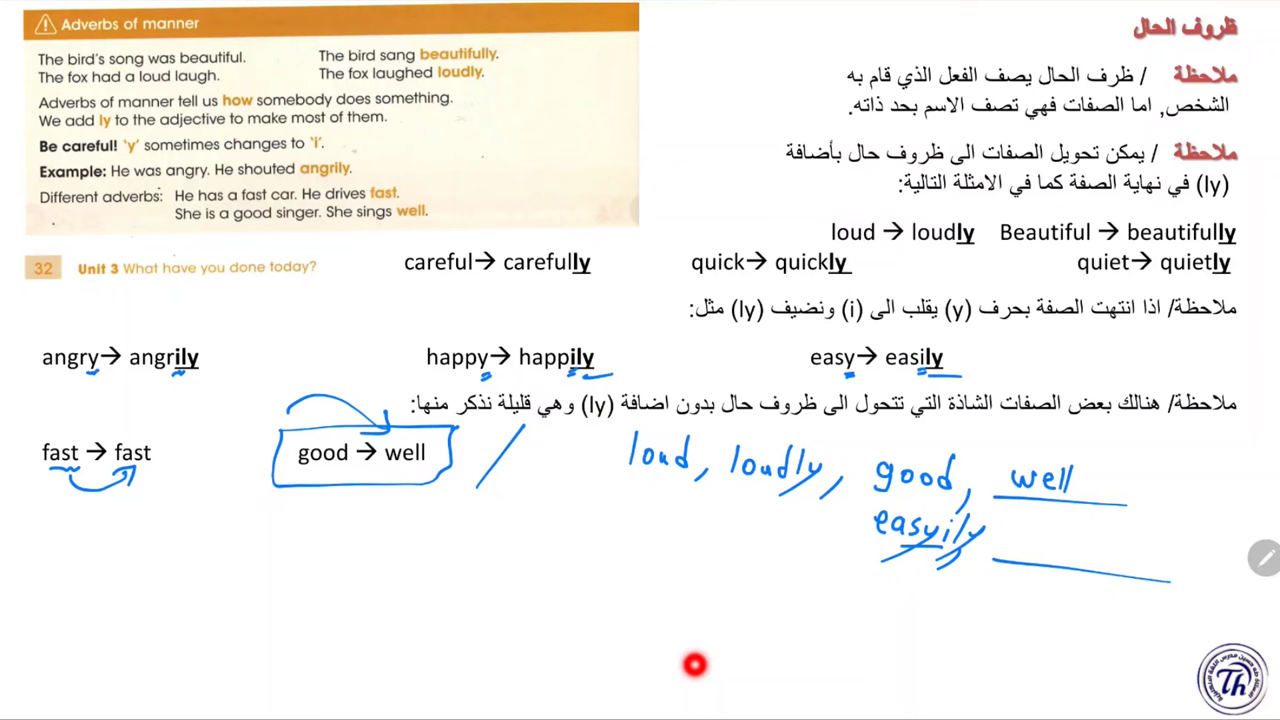 Adverbs of manner
The bird's song was beautiful. The bird sang beautifully.
The fox had a loud laugh. The fox laughed loudly.
Adverbs of manner tell us how somebody does something.
We add ly to the adjective to make most of them.
Be careful! 'y' sometimes changes to 'i'.
Example: He was angry. He shouted angrily.
Different adverbs: He has a fast car. He drives fast.
She is a good singer. She sings well.
32 Unit 3 What have you done today?
ظروف الحال
ملاحظة / ظرف الحال يصف الفعل الذي قام به
الشخص, اما الصفات فهي تصف الاسم بحد ذاته.
ملاحظة / يمكن تحويل الصفات الى ظروف حال بأضافة
(ly) في نهاية الصفة كما في الامثلة التالية:
loud → loudly Beautiful → beautifully
careful→ carefully quick→ quickly quiet→ quietly
ملاحظة/ اذا انتهت الصفة بحرف (y) يقلب الى (i) ونضيف (ly) مثل:
angry→ angrily happy→ happily easy→ easily
ملاحظة/ هنالك بعض الصفات الشاذة التي تتحول الى ظروف حال بدون اضافة (ly) وهي قليلة نذكر منها:
fast → fast good → well
loud, loudly, good, well
easyily
Th